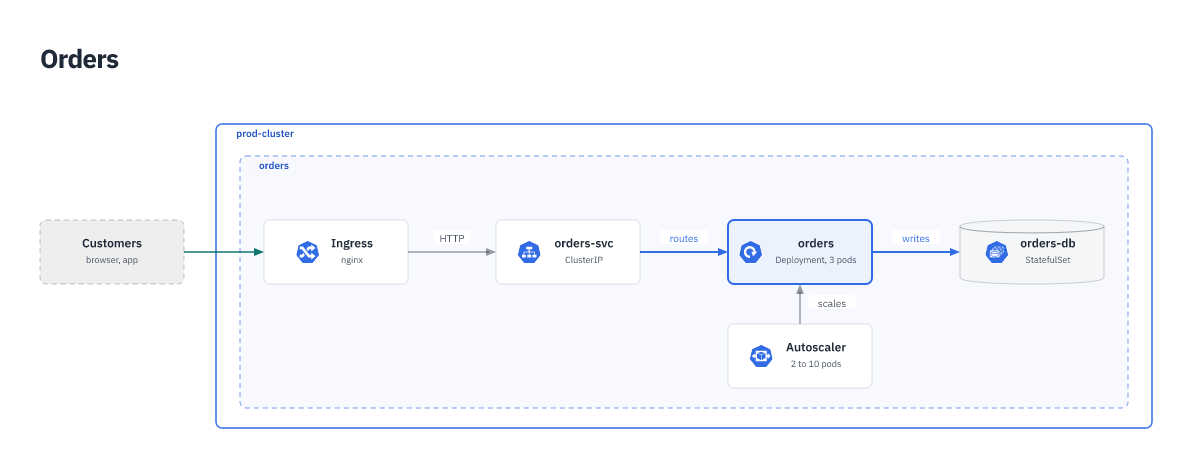 Orders
prod-cluster
orders
Customers
browser, app
Ingress
nginx
HTTP
orders-svc
ClusterIP
routes
orders
Deployment, 3 pods
writes
orders-db
StatefulSet
scales
Autoscaler
2 to 10 pods